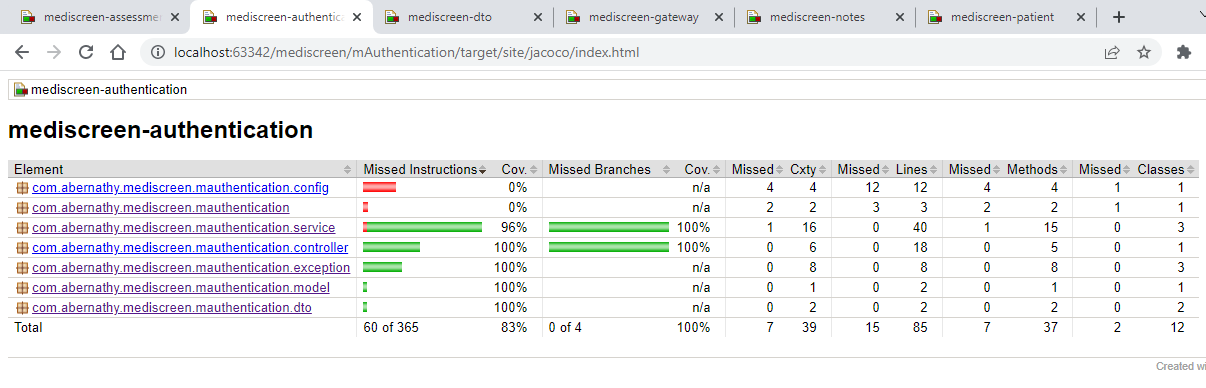 mediscreen-assessme mediscreen-authentica mediscreen-dto mediscreen-gateway mediscreen-notes mediscreen-patient
localhost:63342/mediscreen/mAuthentication/target/site/jacoco/index.html
mediscreen-authentication
mediscreen-authentication
Element Missed Instructions Cov. Missed Branches Cov. Missed Cxty Missed Lines Missed Methods Missed Classes
com.abernathy.mediscreen.mauthentication.config 0% n/a 4 4 12 12 4 4 1 1
com.abernathy.mediscreen.mauthentication 0% n/a 2 2 3 3 2 2 1 1
com.abernathy.mediscreen.mauthentication.service 96% 100% 1 16 0 40 1 15 0 3
com.abernathy.mediscreen.mauthentication.controller 100% 100% 0 6 0 18 0 5 0 1
com.abernathy.mediscreen.mauthentication.exception 100% n/a 0 8 0 8 0 8 0 3
com.abernathy.mediscreen.mauthentication.model 100% n/a 0 1 0 2 0 1 0 1
com.abernathy.mediscreen.mauthentication.dto 100% n/a 0 2 0 2 0 2 0 2
Total 60 of 365 83% 0 of 4 100% 7 39 15 85 7 37 2 12
Created wi